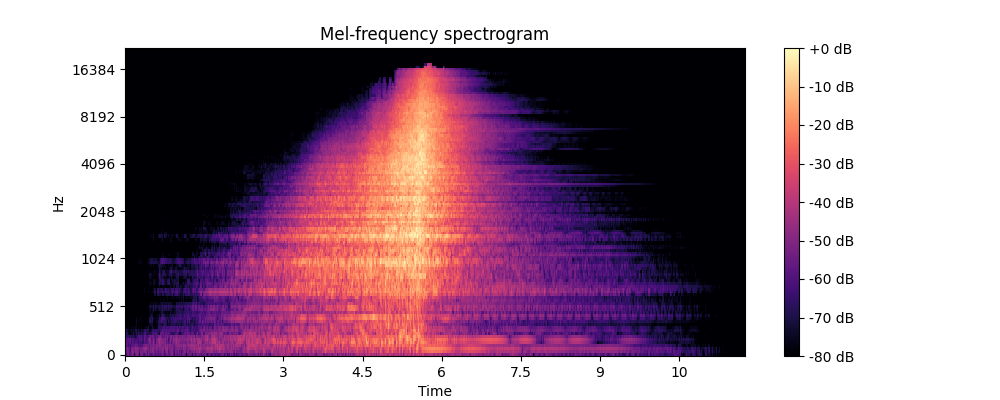 Mel-frequency spectrogram
Hz
16384
8192
4096
2048
1024
512
0
0 1.5 3 4.5 6 7.5 9 10
Time
+0 dB
-10 dB
-20 dB
-30 dB
-40 dB
-50 dB
-60 dB
-70 dB
-80 dB